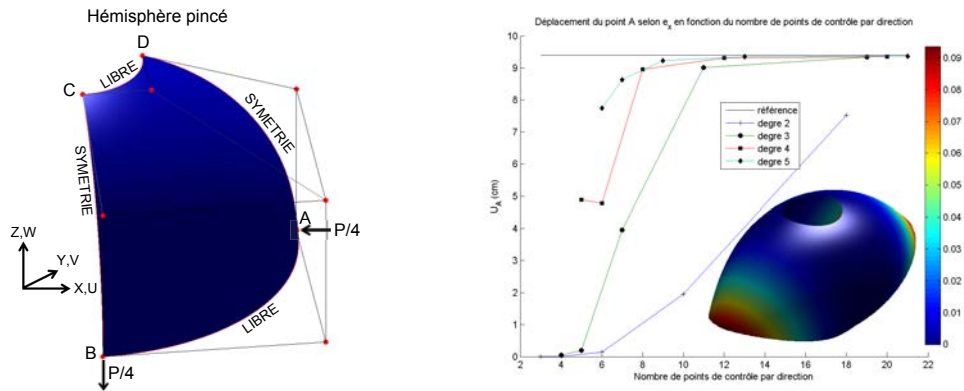 Hémisphère pincé
D
LIBRE
C
SYMETRIE
SYMETRIE
A
P/4
Z,W
Y,V
X,U
LIBRE
B
P/4
Déplacement du point A selon e_x en fonction du nombre de points de contrôle par direction
10
9
8
7
6
5
4
3
2
1
0
U_A (cm)
référence
degre 2
degre 3
degre 4
degre 5
2 4 6 8 10 12 14 16 18 20 22
Nombre de points de contrôle par direction
0.09
0.08
0.07
0.06
0.05
0.04
0.03
0.02
0.01
0